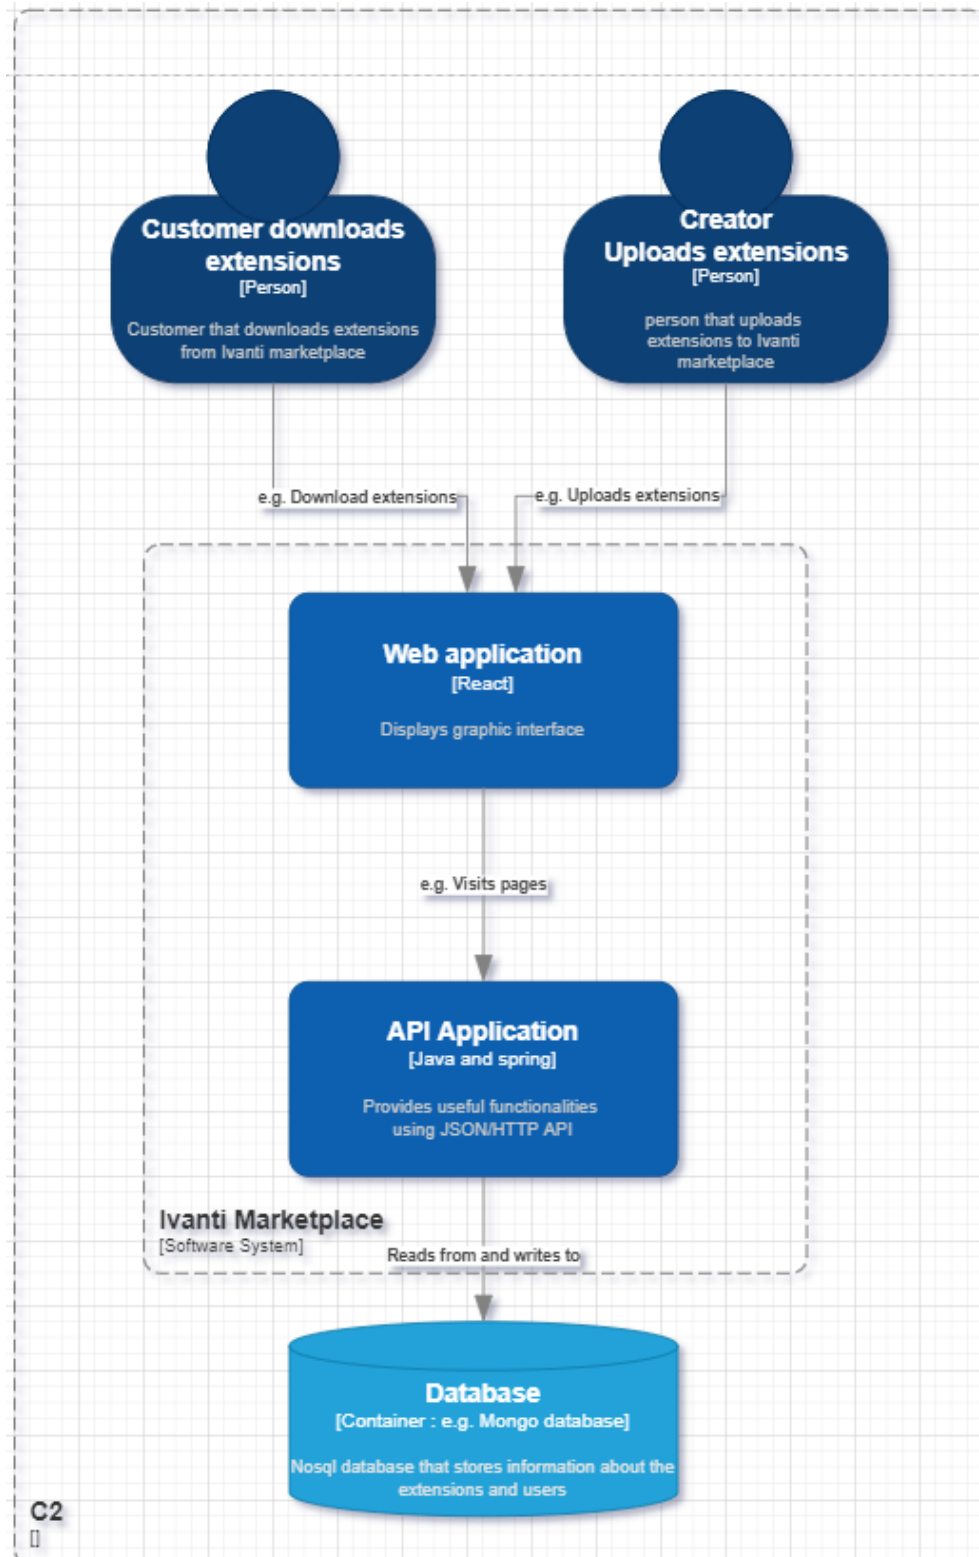 Customer downloads
extensions
[Person]
Customer that downloads extensions
from Ivanti marketplace
Creator
Uploads extensions
[Person]
person that uploads
extensions to Ivanti
marketplace
e.g. Download extensions
e.g. Uploads extensions
Web application
[React]
Displays graphic interface
e.g. Visits pages
API Application
[Java and spring]
Provides useful functionalities
using JSON/HTTP API
Ivanti Marketplace
[Software System]
Reads from and writes to
Database
[Container : e.g. Mongo database]
Nosql database that stores information about the
extensions and users
C2
[]